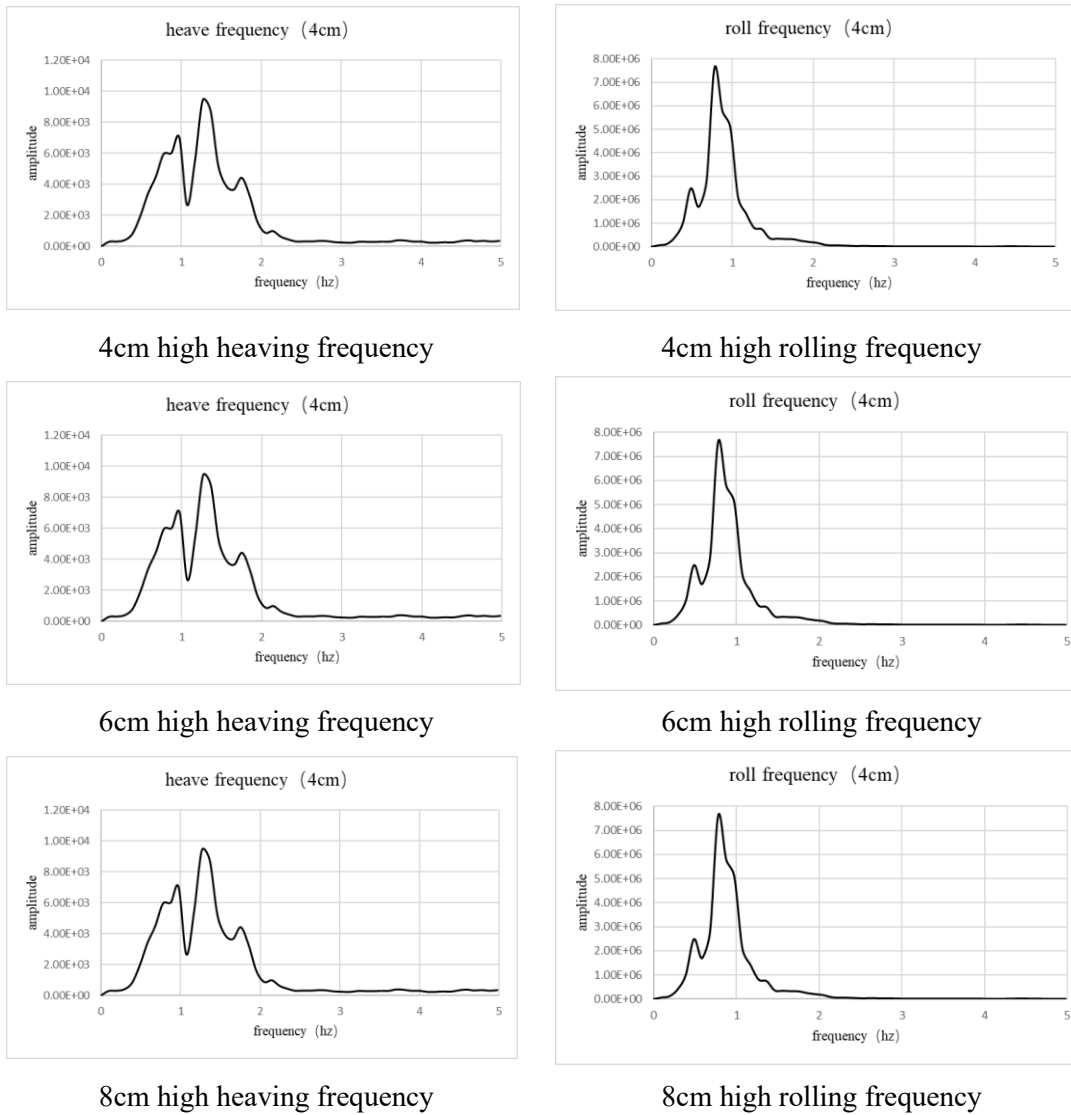 heave frequency (4cm)
1.20E+04
1.00E+04
8.00E+03
6.00E+03
4.00E+03
2.00E+03
0.00E+00
amplitude
0 1 2 3 4 5
frequency (hz)
4cm high heaving frequency
roll frequency (4cm)
8.00E+06
7.00E+06
6.00E+06
5.00E+06
4.00E+06
3.00E+06
2.00E+06
1.00E+06
0.00E+00
amplitude
0 1 2 3 4 5
frequency (hz)
4cm high rolling frequency
heave frequency (4cm)
1.20E+04
1.00E+04
8.00E+03
6.00E+03
4.00E+03
2.00E+03
0.00E+00
amplitude
0 1 2 3 4 5
frequency (hz)
6cm high heaving frequency
roll frequency (4cm)
8.00E+06
7.00E+06
6.00E+06
5.00E+06
4.00E+06
3.00E+06
2.00E+06
1.00E+06
0.00E+00
amplitude
0 1 2 3 4 5
frequency (hz)
6cm high rolling frequency
heave frequency (4cm)
1.20E+04
1.00E+04
8.00E+03
6.00E+03
4.00E+03
2.00E+03
0.00E+00
amplitude
0 1 2 3 4 5
frequency (hz)
8cm high heaving frequency
roll frequency (4cm)
8.00E+06
7.00E+06
6.00E+06
5.00E+06
4.00E+06
3.00E+06
2.00E+06
1.00E+06
0.00E+00
amplitude
0 1 2 3 4 5
frequency (hz)
8cm high rolling frequency